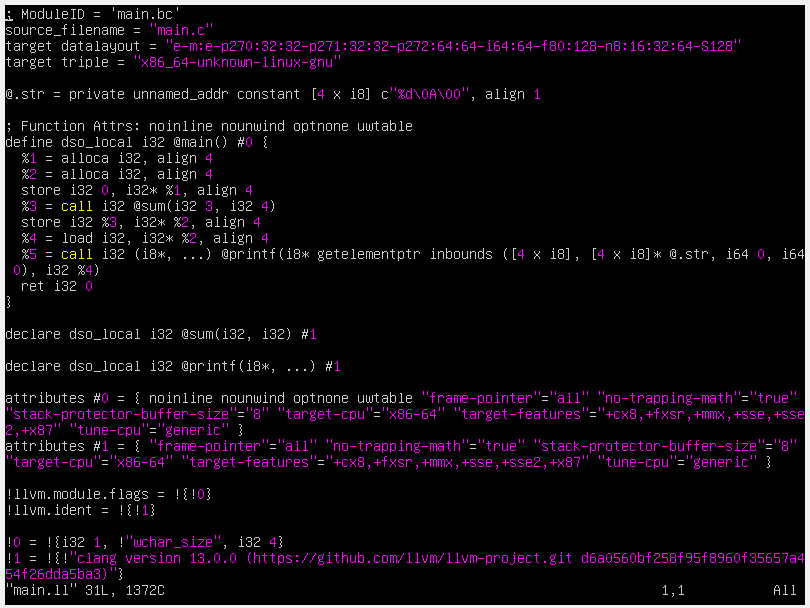 ; ModuleID = 'main.bc'
source_filename = "main.c"
target datalayout = "e-m:e-p270:32:32-p271:32:32-p272:64:64-i64:64-f80:128-n8:16:32:64-S128"
target triple = "x86_64-unknown-linux-gnu"

@.str = private unnamed_addr constant [4 x i8] c"%d\0A\00", align 1

; Function Attrs: noinline nounwind optnone uwtable
define dso_local i32 @main() #0 {
  %1 = alloca i32, align 4
  %2 = alloca i32, align 4
  store i32 0, i32* %1, align 4
  %3 = call i32 @sum(i32 3, i32 4)
  store i32 %3, i32* %2, align 4
  %4 = load i32, i32* %2, align 4
  %5 = call i32 (i8*, ...) @printf(i8* getelementptr inbounds ([4 x i8], [4 x i8]* @.str, i64 0, i64
 0), i32 %4)
  ret i32 0
}

declare dso_local i32 @sum(i32, i32) #1

declare dso_local i32 @printf(i8*, ...) #1

attributes #0 = { noinline nounwind optnone uwtable "frame-pointer"="all" "no-trapping-math"="true"
"stack-protector-buffer-size"="8" "target-cpu"="x86-64" "target-features"="+cx8,+fxsr,+mmx,+sse,+sse
2,+x87" "tune-cpu"="generic" }
attributes #1 = { "frame-pointer"="all" "no-trapping-math"="true" "stack-protector-buffer-size"="8"
"target-cpu"="x86-64" "target-features"="+cx8,+fxsr,+mmx,+sse,+sse2,+x87" "tune-cpu"="generic" }

!llvm.module.flags = !{!0}
!llvm.ident = !{!1}

!0 = !{i32 1, !"wchar_size", i32 4}
!1 = !{!"clang version 13.0.0 (https://github.com/llvm/llvm-project.git d6a0560bf258f95f8960f35657a4
54f26dda5ba3)"}
"main.ll" 31L, 1372C 1,1 All